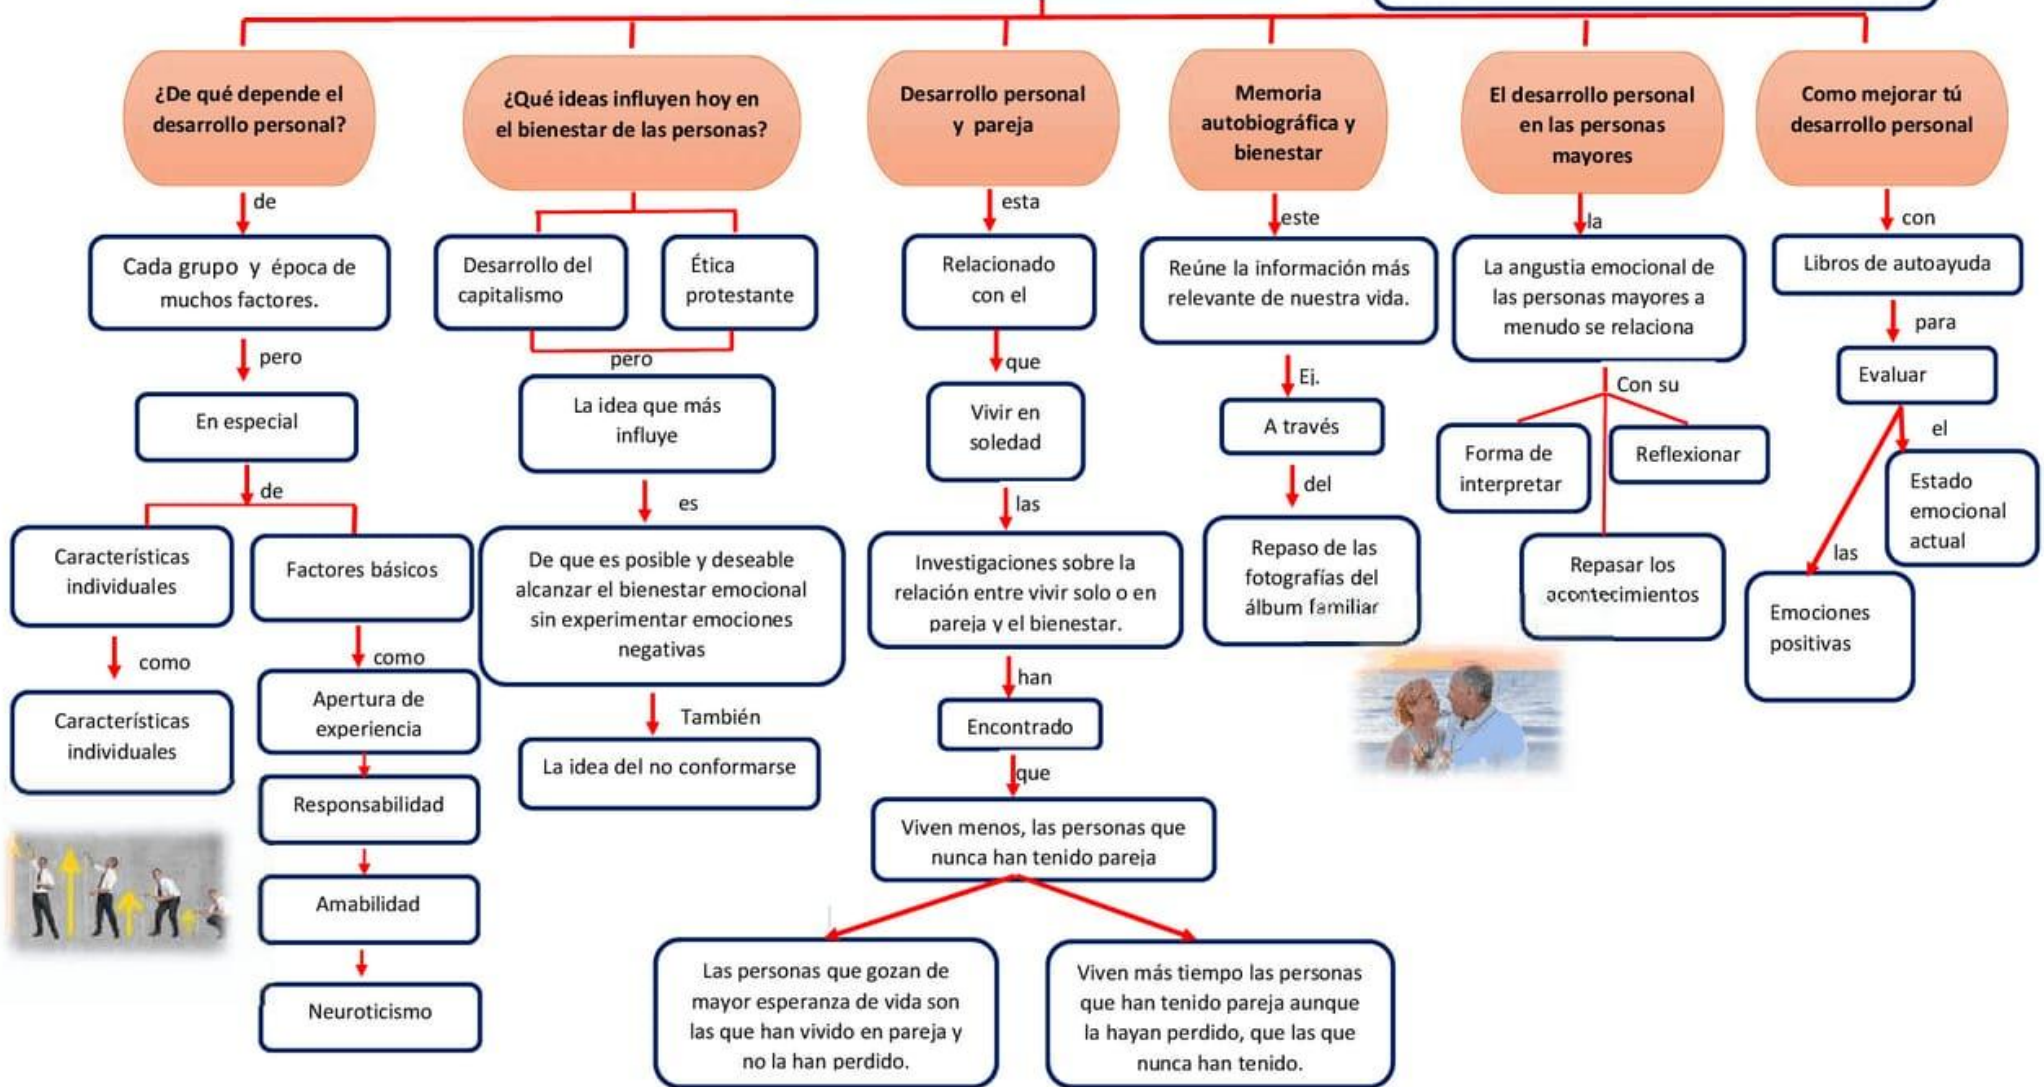 ¿De qué depende el
desarrollo personal?
de
Cada grupo y época de
muchos factores.
pero
En especial
de
Características
individuales
como
Características
individuales
Factores básicos
como
Apertura de
experiencia
Responsabilidad
Amabilidad
Neuroticismo
¿Qué ideas influyen hoy en
el bienestar de las personas?
Desarrollo del
capitalismo
Ética
protestante
pero
La idea que más
influye
es
De que es posible y deseable
alcanzar el bienestar emocional
sin experimentar emociones
negativas
También
La idea del no conformarse
Desarrollo personal
y pareja
esta
Relacionado
con el
que
Vivir en
soledad
las
Investigaciones sobre la
relación entre vivir solo o en
pareja y el bienestar.
han
Encontrado
que
Viven menos, las personas que
nunca han tenido pareja
Las personas que gozan de
mayor esperanza de vida son
las que han vivido en pareja y
no la han perdido.
Viven más tiempo las personas
que han tenido pareja aunque
la hayan perdido, que las que
nunca han tenido.
Memoria
autobiográfica y
bienestar
este
Reúne la información más
relevante de nuestra vida.
Ej.
A través
del
Repaso de las
fotografías del
álbum familiar
El desarrollo personal
en las personas
mayores
la
La angustia emocional de
las personas mayores a
menudo se relaciona
Con su
Forma de
interpretar
Reflexionar
Repasar los
acontecimientos
Como mejorar tú
desarrollo personal
con
Libros de autoayuda
para
Evaluar
el
Estado
emocional
actual
las
Emociones
positivas